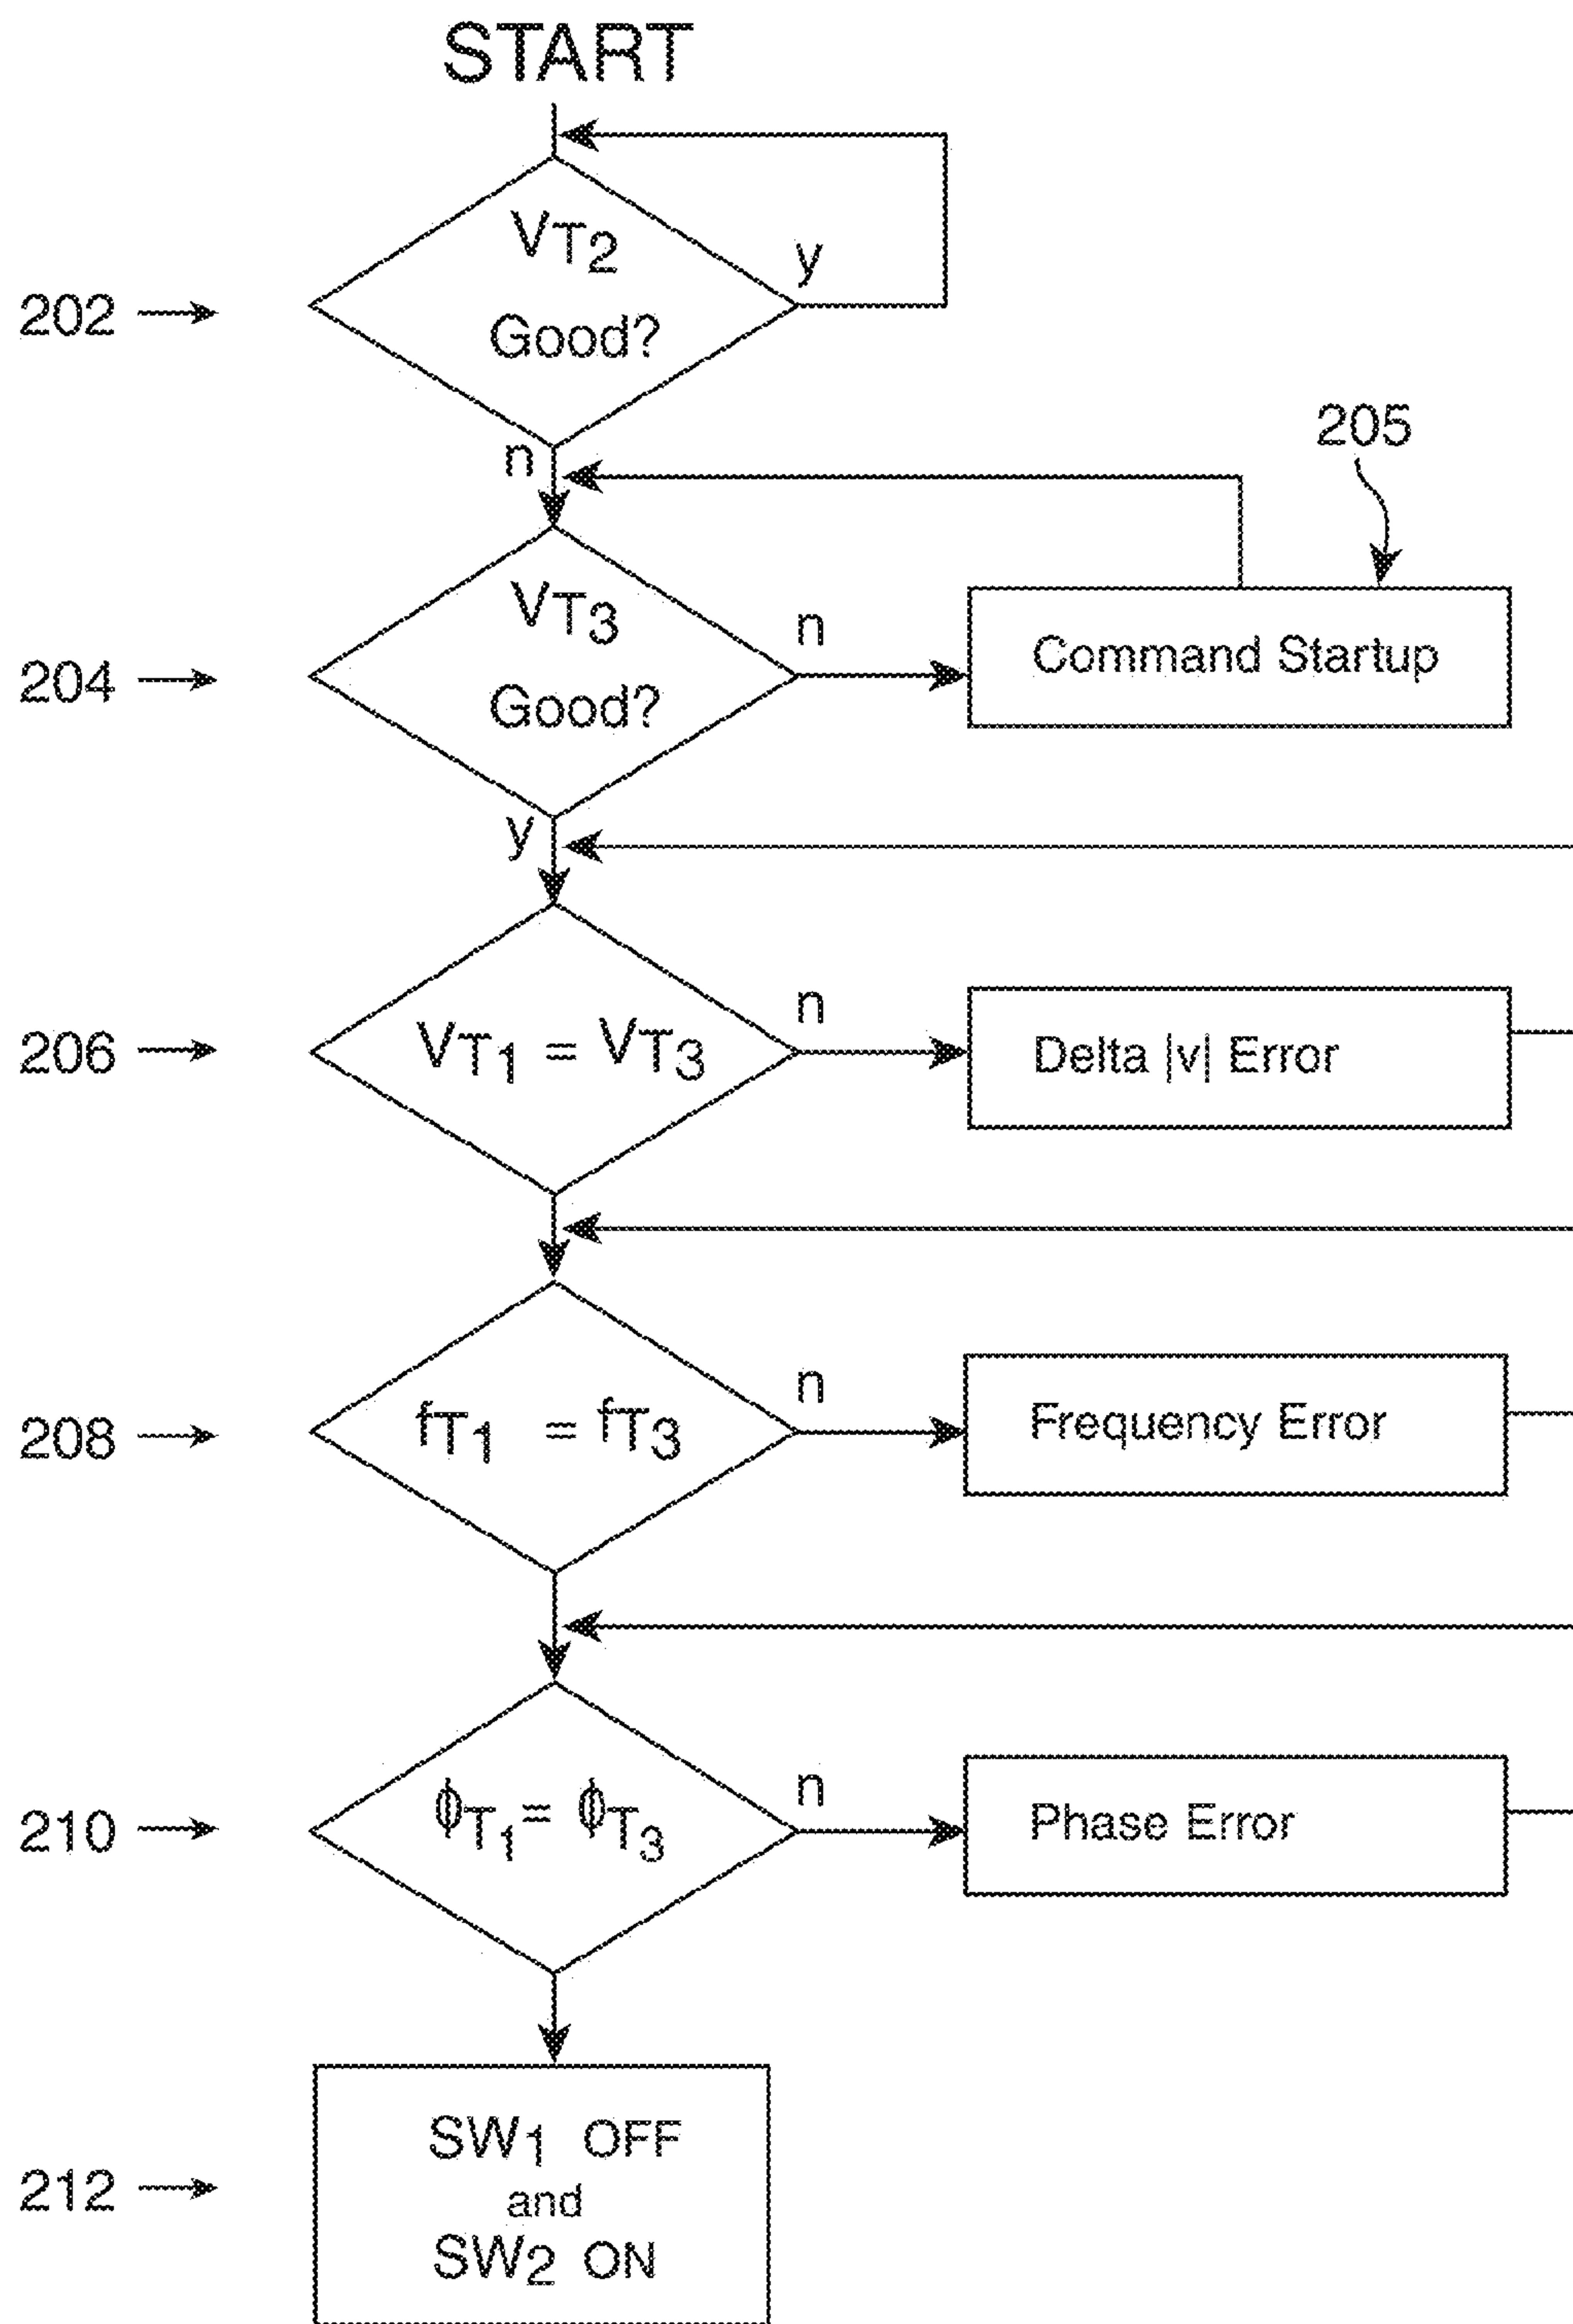 START
VT2
Good?
y
202
n
205
VT3
Good?
n
Command Startup
204
y
VT1 = VT3
n
Delta |v| Error
206
fT1 = fT3
n
Frequency Error
208
ϕT1 = ϕT3
n
Phase Error
210
SW1 OFF
and
SW2 ON
212